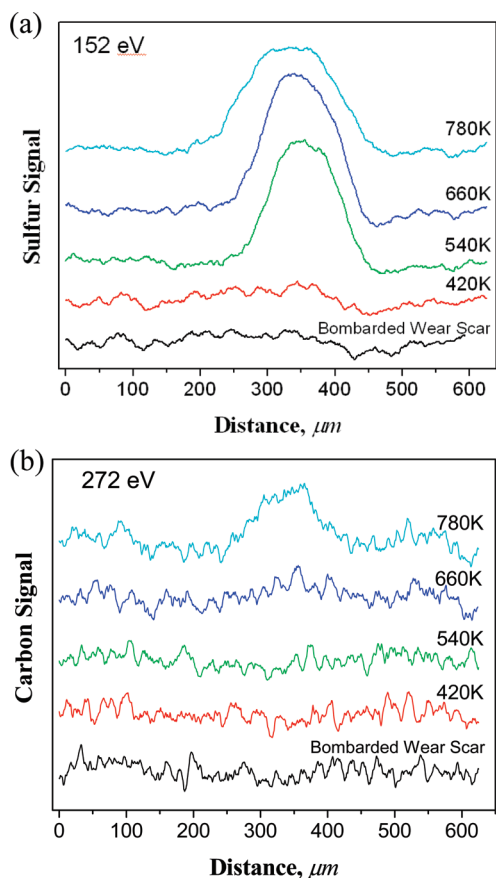 (a)
152 eV
Sulfur Signal
780K
660K
540K
420K
Bombarded Wear Scar
0 100 200 300 400 500 600
Distance, μm
(b)
272 eV
Carbon Signal
780K
660K
540K
420K
Bombarded Wear Scar
0 100 200 300 400 500 600
Distance, μm